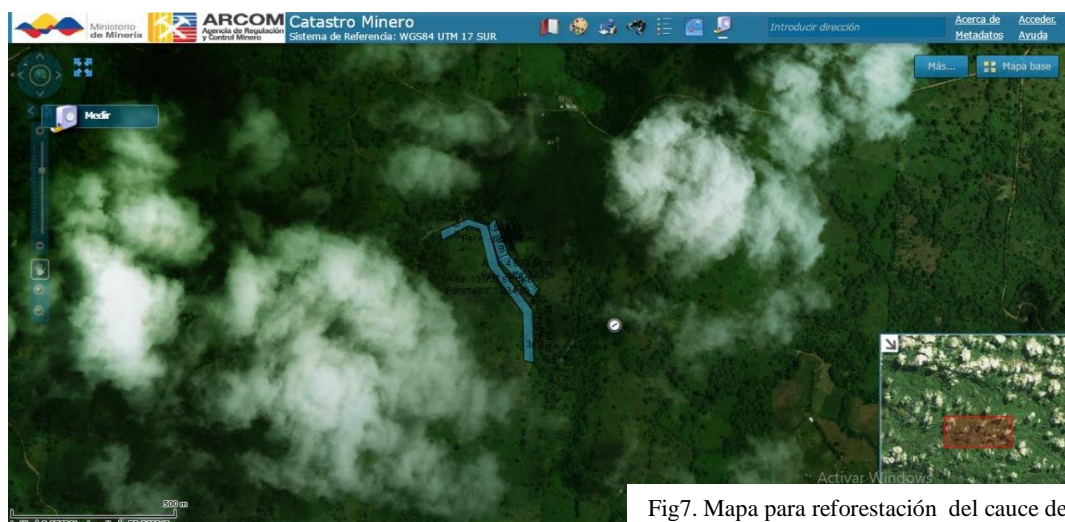 Ministerio
de Minería
ARCOM
Agencia de Regulación
y Control Minero
Catastro Minero
Sistema de Referencia: WGS84 UTM 17 SUR
Introducir dirección
Acerca de
Acceder.
Metadatos
Ayuda
Más...
Mapa base
Medir
500 m
Activar Windows
Fig7. Mapa para reforestación del cauce de